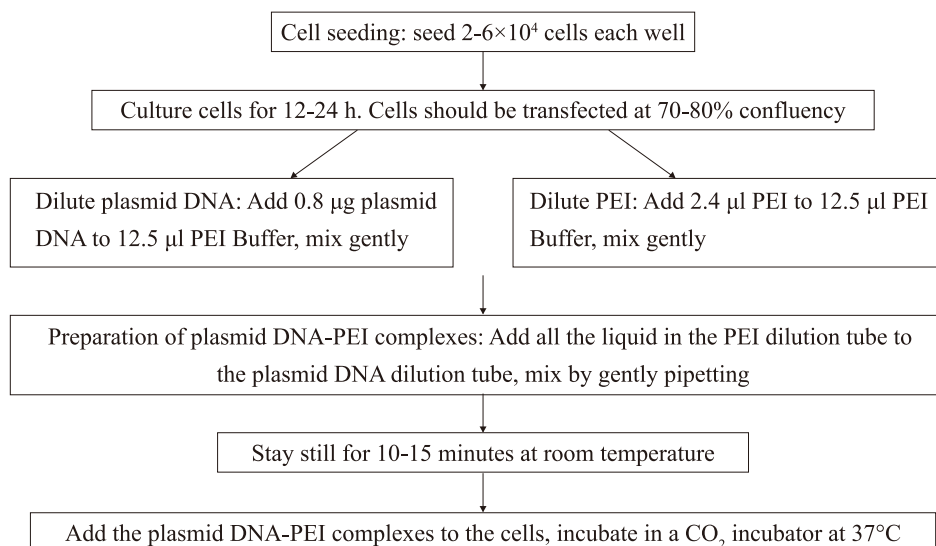 Cell seeding: seed 2-6×10⁴ cells each well
Culture cells for 12-24 h. Cells should be transfected at 70-80% confluency
Dilute plasmid DNA: Add 0.8 μg plasmid
DNA to 12.5 μl PEI Buffer, mix gently
Dilute PEI: Add 2.4 μl PEI to 12.5 μl PEI
Buffer, mix gently
Preparation of plasmid DNA-PEI complexes: Add all the liquid in the PEI dilution tube to
the plasmid DNA dilution tube, mix by gently pipetting
Stay still for 10-15 minutes at room temperature
Add the plasmid DNA-PEI complexes to the cells, incubate in a CO₂ incubator at 37°C